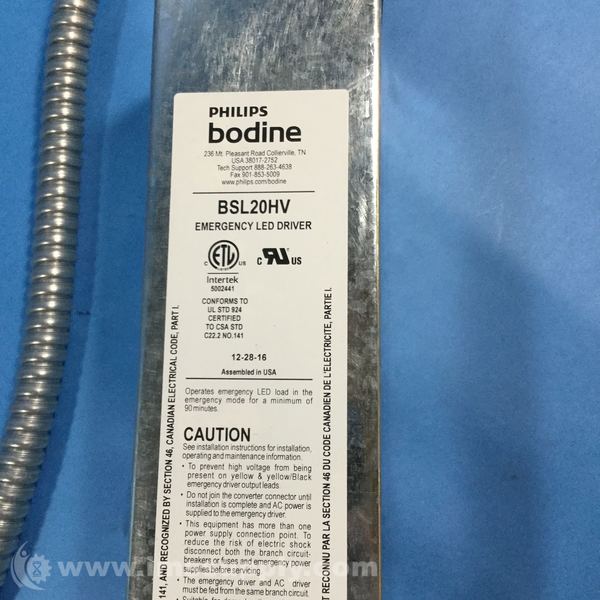 PHILIPS
bodine
236 Mt. Pleasant Road Collierville, TN
USA 38017-2752
Tech Support 888-263-4638
Fax 901-853-5009
www.philips.com/bodine
BSL20HV
EMERGENCY LED DRIVER
C ETL US
Intertek
5002441
C RU US
CONFORMS TO
UL STD 924
CERTIFIED
TO CSA STD
C22.2 NO.141
12-28-16
Assembled in USA
Operates emergency LED load in the
emergency mode for a minimum of
90 minutes.
CAUTION
See installation instructions for installation,
operating and maintenance information.
• To prevent high voltage from being
present on yellow & yellow/Black
emergency driver output leads.
• Do not join the converter connector until
installation is complete and AC power is
supplied to the emergency driver.
• This equipment has more than one
power supply connection point. To
reduce the risk of electric shock
disconnect both the branch circuit-
breakers or fuses and emergency power
supplies before servicing.
• The emergency driver and AC driver
must be fed from the same branch circuit.
141, AND RECOGNIZED BY SECTION 46, CANADIAN ELECTRICAL CODE, PART I.
ET RECONNU PAR LA SECTION 46 DU CODE CANADIEN DE L'ELECTRICITE, PARTIE I.